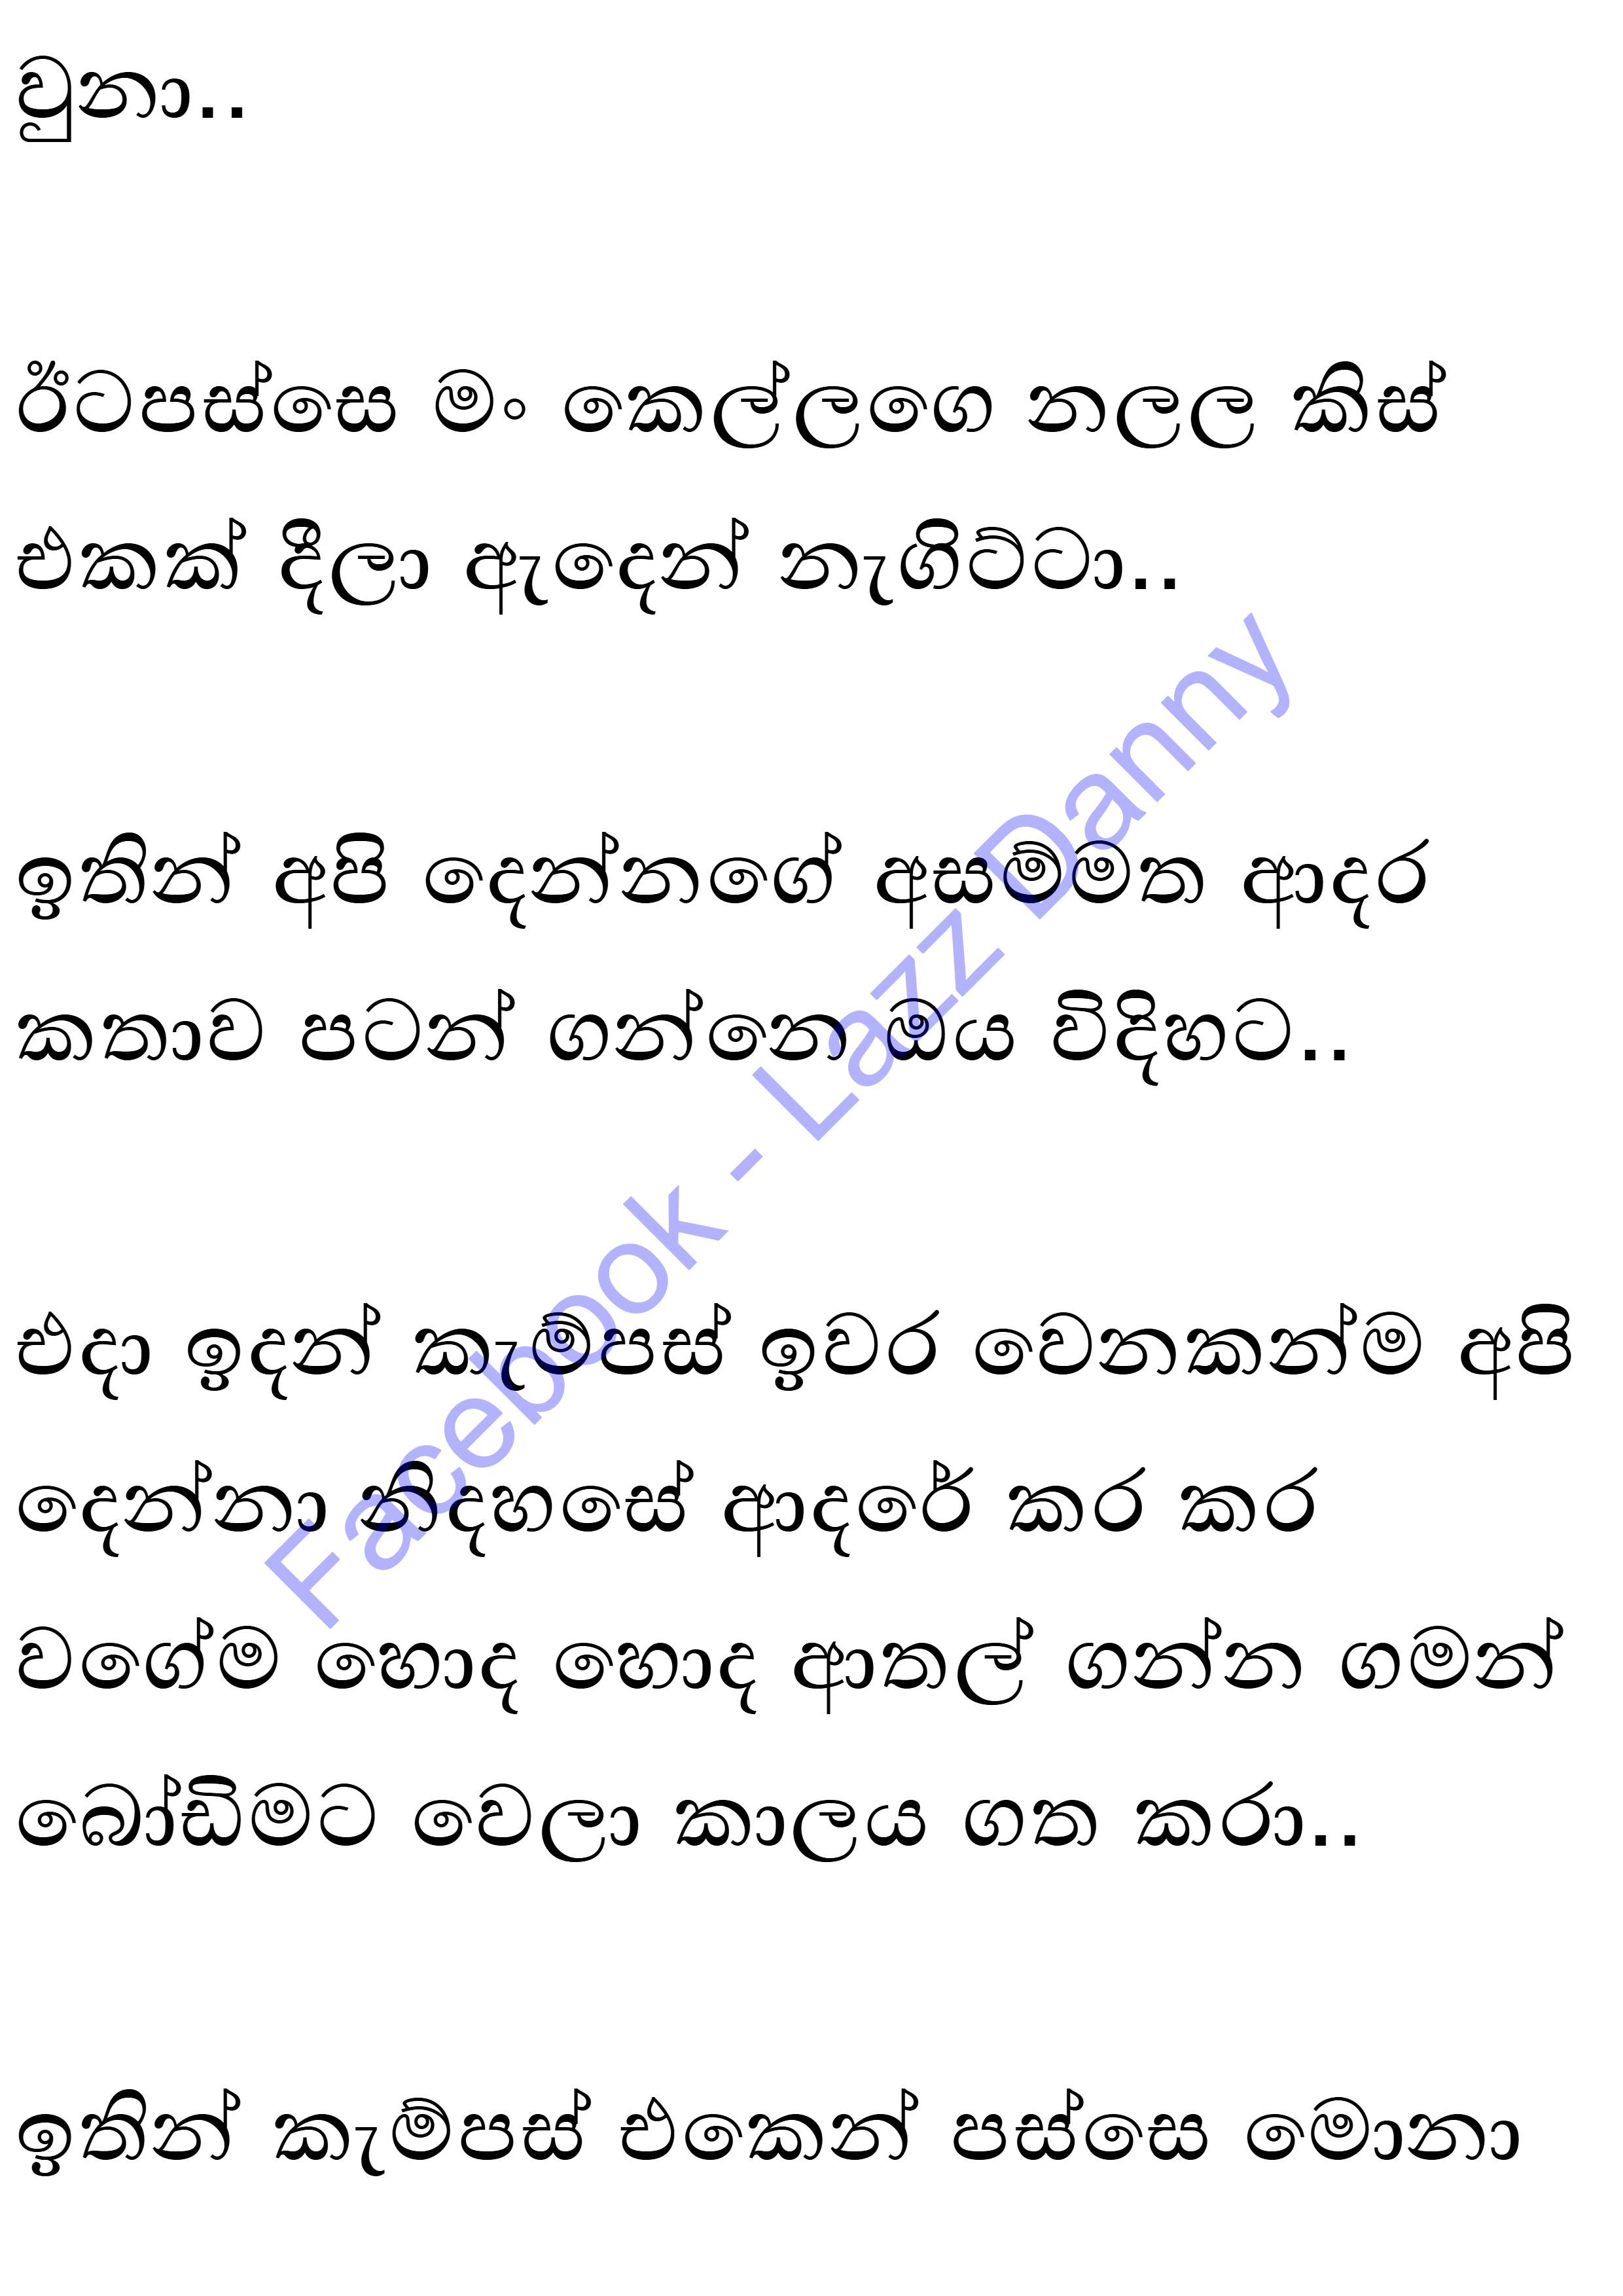 වුනා..
ඊටපස්සෙ මං කෙල්ලගෙ නලල කිස්
එකක් දීලා ඇදෙන් නැගිට්ටා..
ඉතින් අපි දෙන්නගේ අසම්මත ආදර
කතාව පටන් ගන්නෙ ඔය විදිහට..
එදා ඉදන් කැම්පස් ඉවර වෙනකන්ම අපි
දෙන්නා නිදහසේ ආදරේ කර කර
වගේම හොද හොද ආතල් ගන්න ගමන්
බෝඩිමට වෙලා කාලය ගත කරා..
ඉතින් කැම්පස් එකෙන් පස්සෙ මොනා
Facebook - Lazz Danny